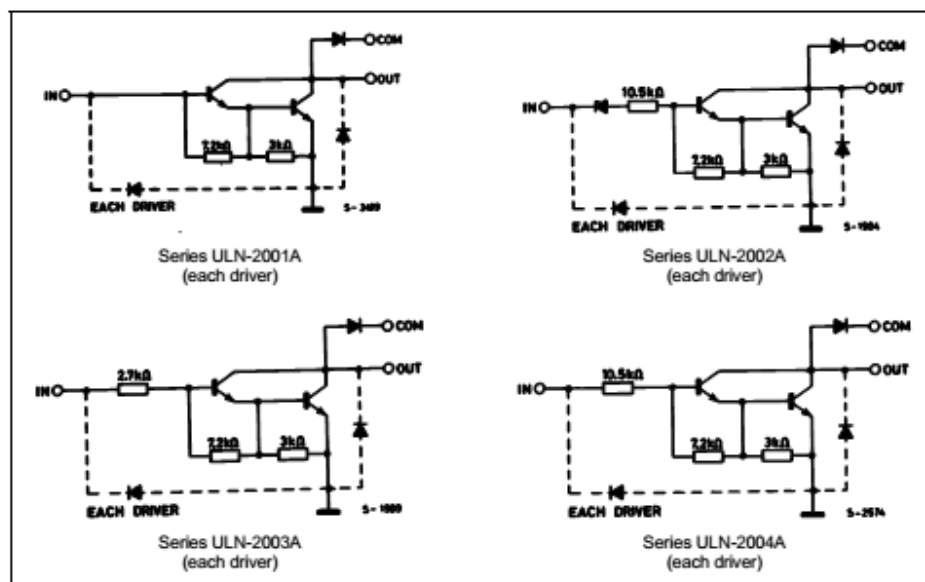 COM
OUT
IN
7.2kΩ 3kΩ
EACH DRIVER
Series ULN-2001A
(each driver)
COM
OUT
IN
10.5kΩ
7.2kΩ 3kΩ
EACH DRIVER
Series ULN-2002A
(each driver)
COM
OUT
IN
2.7kΩ
7.2kΩ 3kΩ
EACH DRIVER
Series ULN-2003A
(each driver)
COM
OUT
IN
10.5kΩ
7.2kΩ 3kΩ
EACH DRIVER S-2574
Series ULN-2004A
(each driver)